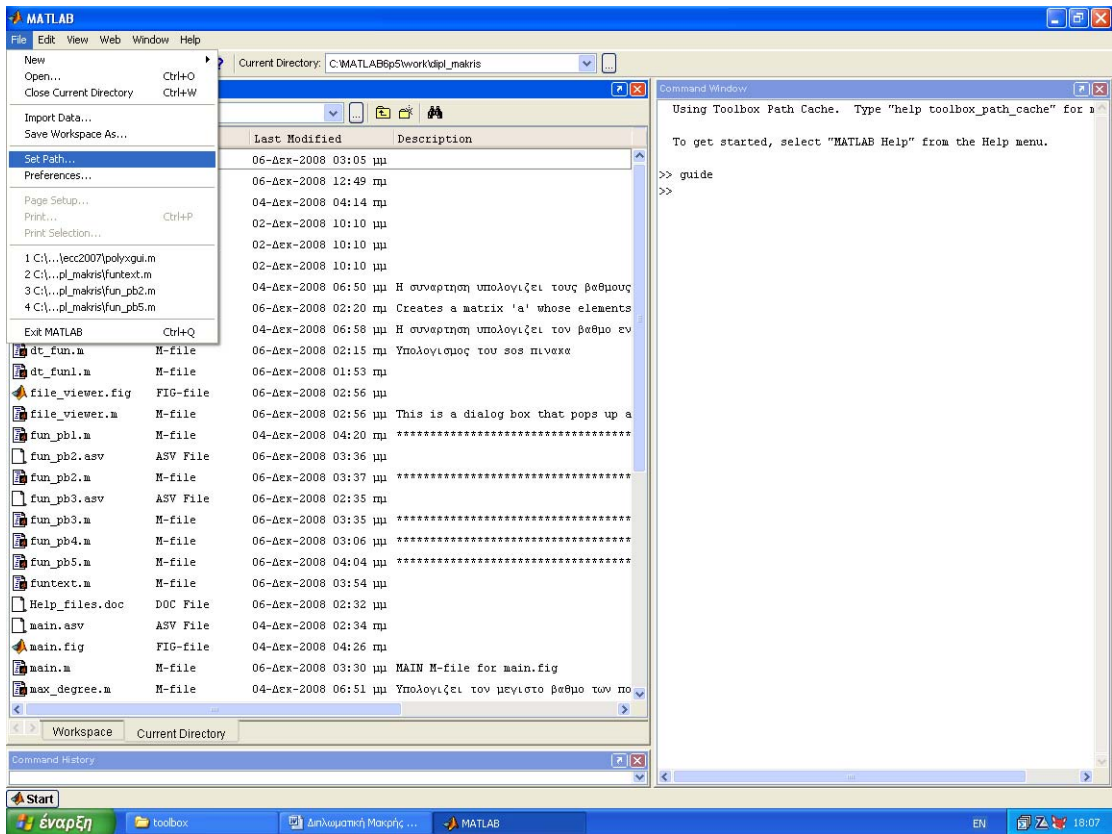 MATLAB
File Edit View Web Window Help
New
Open... Ctrl+O
Close Current Directory Ctrl+W
Import Data...
Save Workspace As...
Set Path...
Preferences...
Page Setup...
Print... Ctrl+P
Print Selection...
1 C:\...\ecc2007\polyxgui.m
2 C:\...pl_makris\funtext.m
3 C:\...pl_makris\fun_pb2.m
4 C:\...pl_makris\fun_pb5.m
Exit MATLAB Ctrl+Q
? Current Directory: C:\MATLAB6p5\work\dipl_makris ...
...
Last Modified Description
06-Δεκ-2008 03:05 μμ
06-Δεκ-2008 12:49 πμ
04-Δεκ-2008 04:14 πμ
02-Δεκ-2008 10:10 μμ
02-Δεκ-2008 10:10 μμ
02-Δεκ-2008 10:10 μμ
04-Δεκ-2008 06:50 μμ Η συναρτηση υπολογιζει τους βαθμους
06-Δεκ-2008 02:20 πμ Creates a matrix 'a' whose elements
04-Δεκ-2008 06:58 μμ Η συναρτηση υπολογιζει τον βαθμο εν
dt_fun.m M-file 06-Δεκ-2008 02:15 πμ Υπολογισμος του sos πινακα
dt_fun1.m M-file 06-Δεκ-2008 01:53 πμ
file_viewer.fig FIG-file 06-Δεκ-2008 02:56 μμ
file_viewer.m M-file 06-Δεκ-2008 02:56 μμ This is a dialog box that pops up a
fun_pb1.m M-file 04-Δεκ-2008 04:20 πμ ***********************************
fun_pb2.asv ASV File 06-Δεκ-2008 03:36 μμ
fun_pb2.m M-file 06-Δεκ-2008 03:37 μμ ***********************************
fun_pb3.asv ASV File 06-Δεκ-2008 02:35 πμ
fun_pb3.m M-file 06-Δεκ-2008 03:35 μμ ***********************************
fun_pb4.m M-file 06-Δεκ-2008 03:06 μμ ***********************************
fun_pb5.m M-file 06-Δεκ-2008 04:04 μμ ***********************************
funtext.m M-file 06-Δεκ-2008 03:54 μμ
Help_files.doc DOC File 06-Δεκ-2008 02:32 μμ
main.asv ASV File 04-Δεκ-2008 02:34 πμ
main.fig FIG-file 04-Δεκ-2008 04:26 πμ
main.m M-file 06-Δεκ-2008 03:30 μμ MAIN M-file for main.fig
max_degree.m M-file 04-Δεκ-2008 06:51 μμ Υπολογιζει τον μεγιστο βαθμο των πο
Workspace Current Directory
Command History
Command Window
Using Toolbox Path Cache. Type "help toolbox_path_cache" for
To get started, select "MATLAB Help" from the Help menu.
>> guide
>>
Start
έναρξη toolbox Διπλωματική Μακρής ... MATLAB EN 18:07